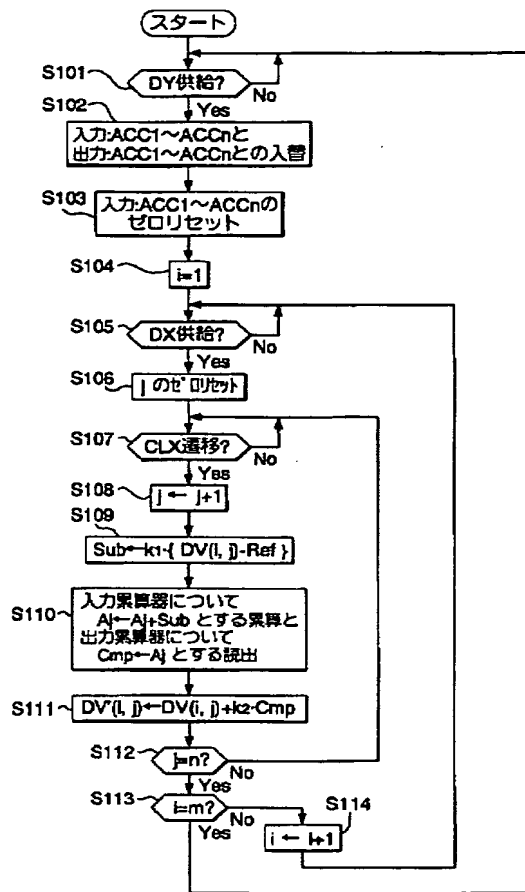 スタート
S101
DY供給?
No
Yes
S102
入力:ACC1～ACCnと
出力:ACC1～ACCnとの入替
S103
入力:ACC1～ACCnの
ゼロリセット
S104
i=1
S105
DX供給?
No
Yes
S106
j のゼロリセット
S107
CLX遷移?
No
Yes
S108
j ← j+1
S109
Sub←k1·{ DV(i, j)-Ref }
S110
入力累算器について
Aj←Aj+Sub とする累算と
出力累算器について
Cmp←Aj とする読出
S111
DV'(i, j)←DV(i, j)+k2·Cmp
S112
j=n?
No
Yes
S113
i=m?
No
Yes
S114
i ← i+1